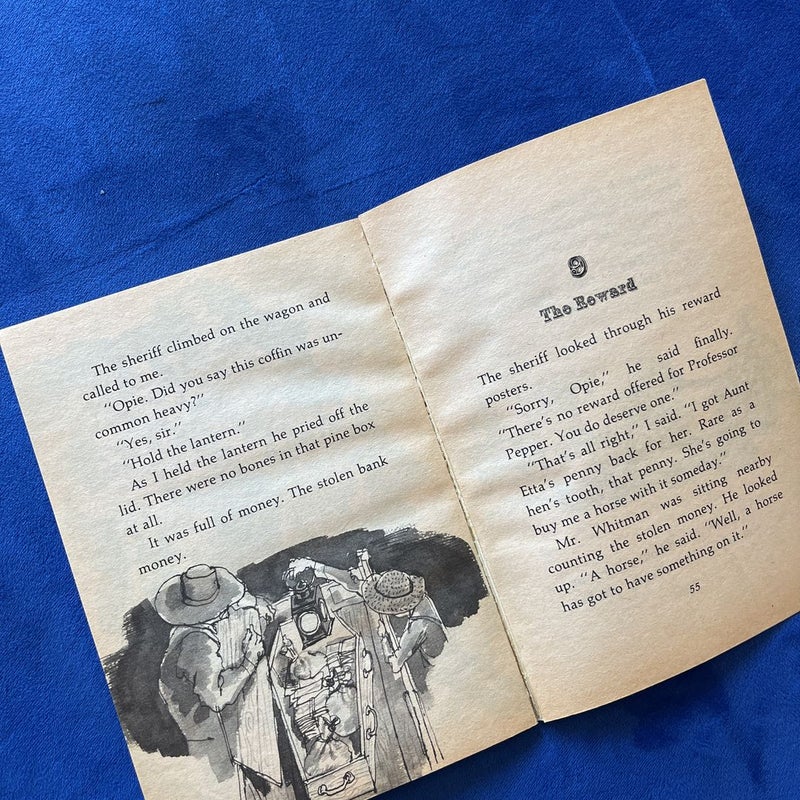 The sheriff climbed on the wagon and
called to me.
"Opie. Did you say this coffin was un-
common heavy?"
"Yes, sir."
"Hold the lantern."
As I held the lantern he pried off the
lid. There were no bones in that pine box
at all.
It was full of money. The stolen bank
money.
9
The Reward
The sheriff looked through his reward
posters.
"Sorry, Opie," he said finally.
"There's no reward offered for Professor
Pepper. You do deserve one."
"That's all right," I said. "I got Aunt
Etta's penny back for her. Rare as a
hen's tooth, that penny. She's going to
buy me a horse with it someday."
Mr. Whitman was sitting nearby
counting the stolen money. He looked
up. "A horse," he said. "Well, a horse
has got to have something on it."
55